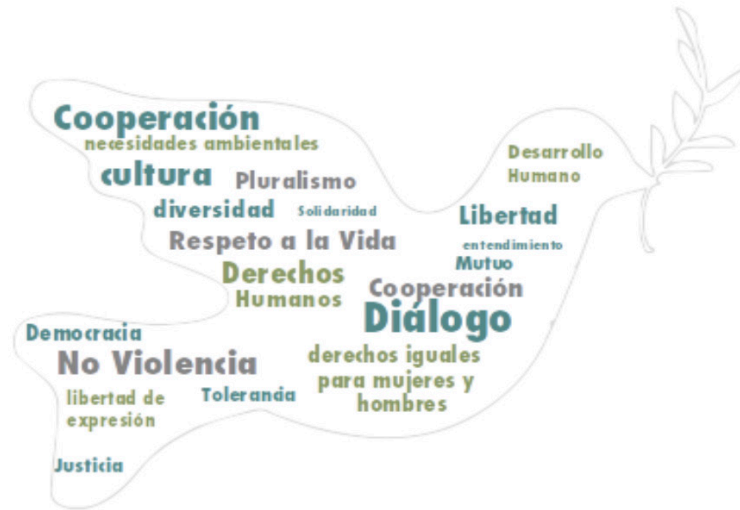 Cooperación
necesidades ambientales
cultura
Pluralismo
diversidad
Solidaridad
Respeto a la Vida
Derechos
Humanos
Desarrollo
Humano
Libertad
entendimiento
Mutuo
Cooperación
Diálogo
Democracia
No Violencia
libertad de
expresión
Tolerancia
derechos iguales
para mujeres y
hombres
Justicia